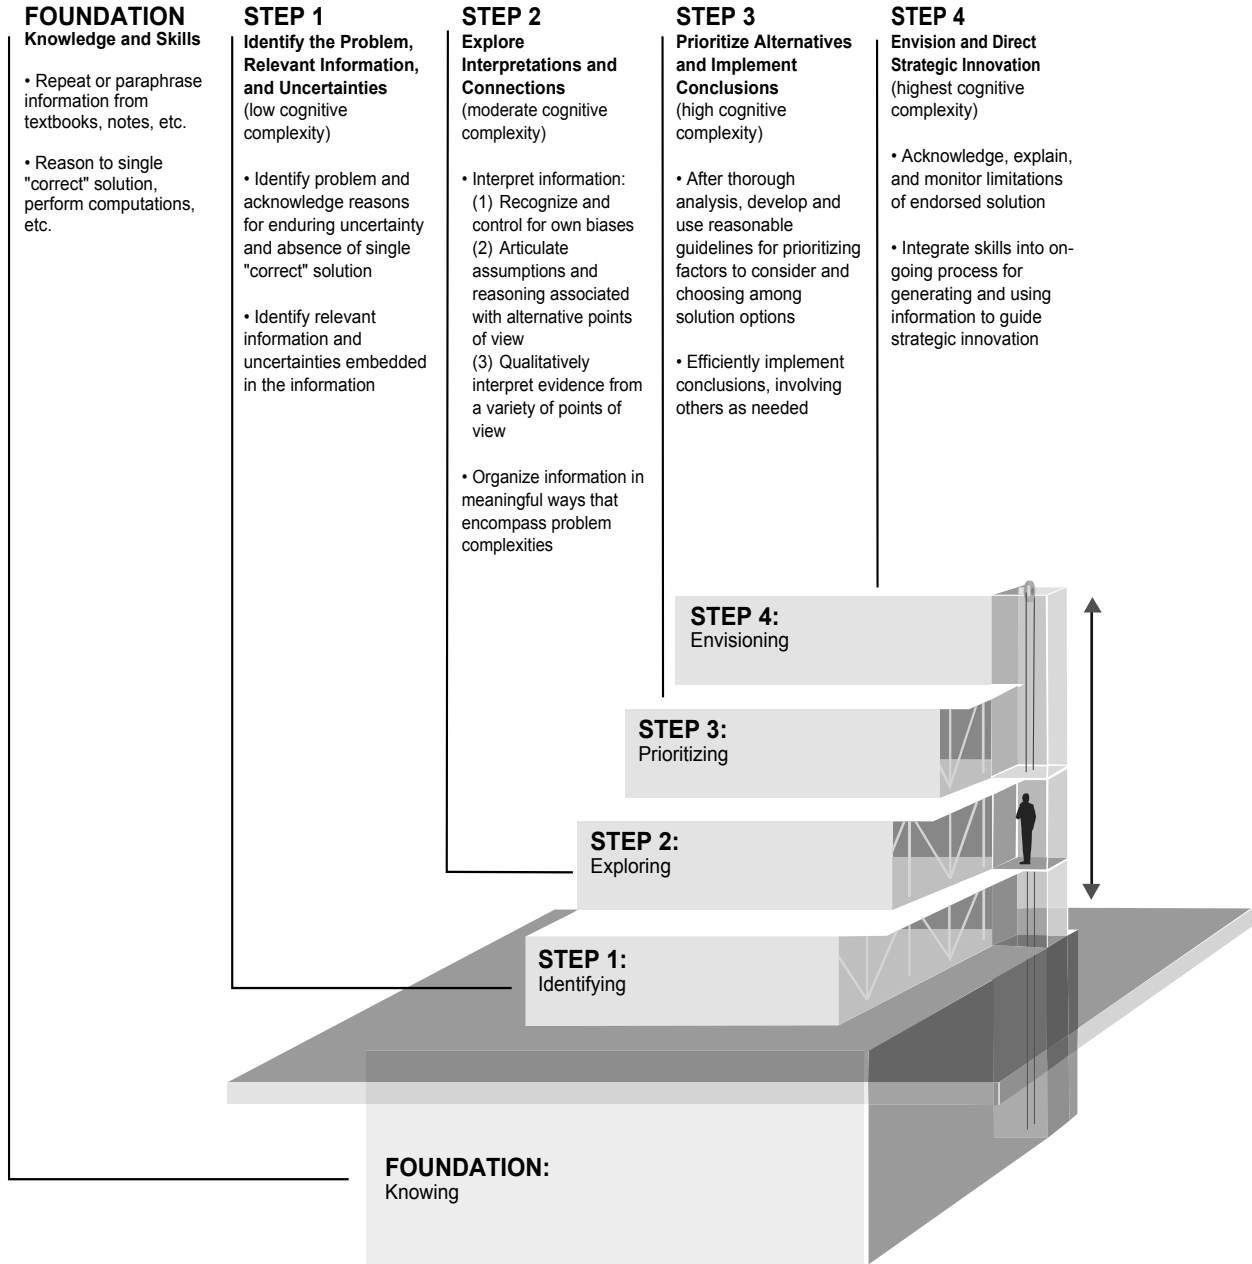 FOUNDATION
Knowledge and Skills
• Repeat or paraphrase
information from
textbooks, notes, etc.
• Reason to single
"correct" solution,
perform computations,
etc.
STEP 1
Identify the Problem,
Relevant Information,
and Uncertainties
(low cognitive
complexity)
• Identify problem and
acknowledge reasons
for enduring uncertainty
and absence of single
"correct" solution
• Identify relevant
information and
uncertainties embedded
in the information
STEP 2
Explore
Interpretations and
Connections
(moderate cognitive
complexity)
• Interpret information:
(1) Recognize and
control for own biases
(2) Articulate
assumptions and
reasoning associated
with alternative points
of view
(3) Qualitatively
interpret evidence from
a variety of points of
view
• Organize information in
meaningful ways that
encompass problem
complexities
STEP 3
Prioritize Alternatives
and Implement
Conclusions
(high cognitive
complexity)
• After thorough
analysis, develop and
use reasonable
guidelines for prioritizing
factors to consider and
choosing among
solution options
• Efficiently implement
conclusions, involving
others as needed
STEP 4
Envision and Direct
Strategic Innovation
(highest cognitive
complexity)
• Acknowledge, explain,
and monitor limitations
of endorsed solution
• Integrate skills into on-
going process for
generating and using
information to guide
strategic innovation
STEP 4:
Envisioning
STEP 3:
Prioritizing
STEP 2:
Exploring
STEP 1:
Identifying
FOUNDATION:
Knowing